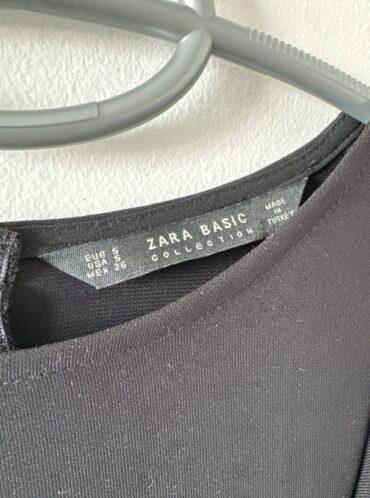 EUR S
USA S
MEX 26
ZARA BASIC
COLLECTION
MADE
IN
TURKEY